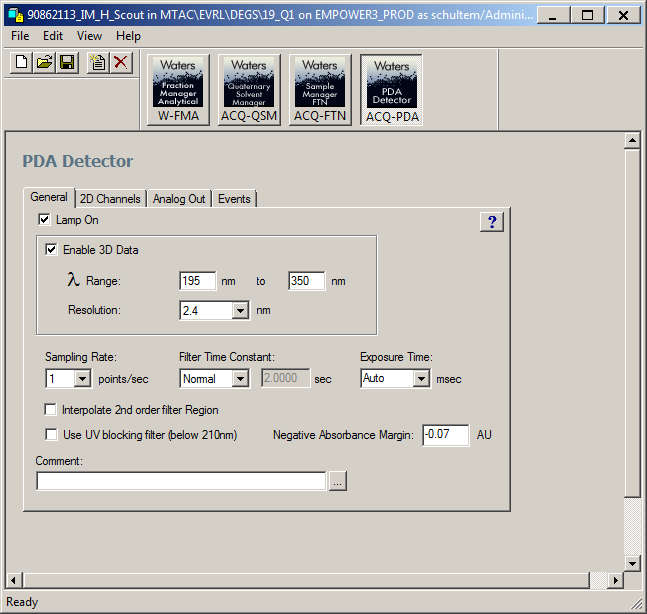 90862113_IM_H_Scout in MTAC\EVRL\DEGS\19_Q1 on EMPOWER3_PROD as schultem/Admini...
File Edit View Help
Waters Waters Waters Waters
Fraction Quaternary Sample PDA
Manager Solvent Manager Detector
Analytical Manager FTN
W-FMA ACQ-QSM ACQ-FTN ACQ-PDA
PDA Detector
General 2D Channels Analog Out Events
Lamp On ?
Enable 3D Data
λ Range: 195 nm to 350 nm
Resolution: 2.4 nm
Sampling Rate: Filter Time Constant: Exposure Time:
1 points/sec Normal 2.0000 sec Auto msec
Interpolate 2nd order filter Region
Use UV blocking filter (below 210nm) Negative Absorbance Margin: -0.07 AU
Comment:
...
Ready